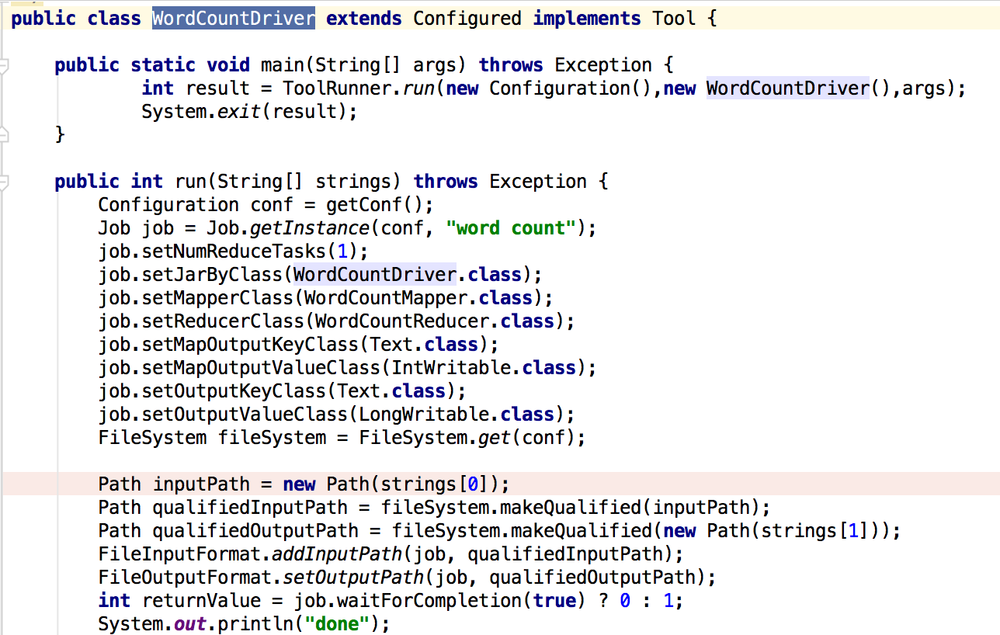 public class WordCountDriver extends Configured implements Tool {
public static void main(String[] args) throws Exception {
int result = ToolRunner.run(new Configuration(),new WordCountDriver(),args);
System.exit(result);
}
public int run(String[] strings) throws Exception {
Configuration conf = getConf();
Job job = Job.getInstance(conf, "word count");
job.setNumReduceTasks(1);
job.setJarByClass(WordCountDriver.class);
job.setMapperClass(WordCountMapper.class);
job.setReducerClass(WordCountReducer.class);
job.setMapOutputKeyClass(Text.class);
job.setMapOutputValueClass(IntWritable.class);
job.setOutputKeyClass(Text.class);
job.setOutputValueClass(LongWritable.class);
FileSystem fileSystem = FileSystem.get(conf);
Path inputPath = new Path(strings[0]);
Path qualifiedInputPath = fileSystem.makeQualified(inputPath);
Path qualifiedOutputPath = fileSystem.makeQualified(new Path(strings[1]));
FileInputFormat.addInputPath(job, qualifiedInputPath);
FileOutputFormat.setOutputPath(job, qualifiedOutputPath);
int returnValue = job.waitForCompletion(true) ? 0 : 1;
System.out.println("done");